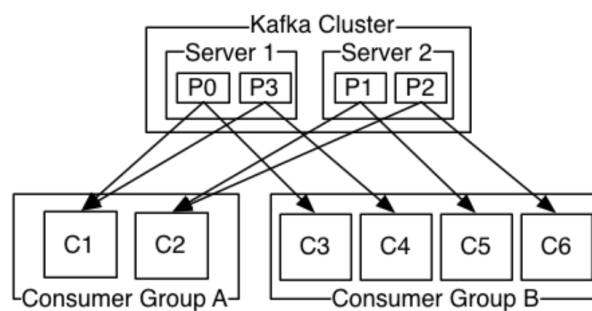 Kafka Cluster
Server 1 Server 2
P0 P3 P1 P2
C1 C2 C3 C4 C5 C6
Consumer Group A Consumer Group B